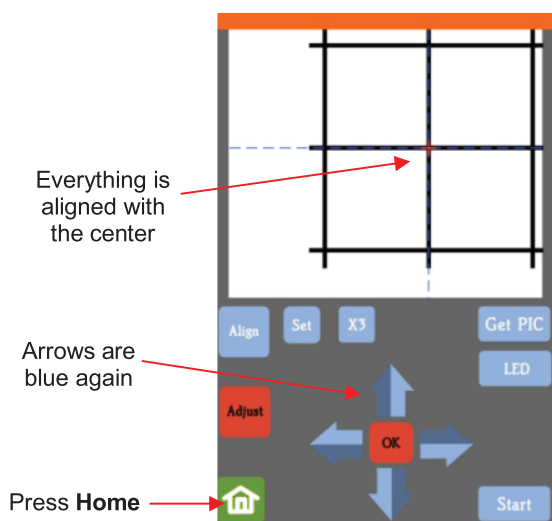 Everything is
aligned with
the center
Align
Set
X3
Get PIC
LED
Arrows are
blue again
Adjust
OK
Press Home
Start